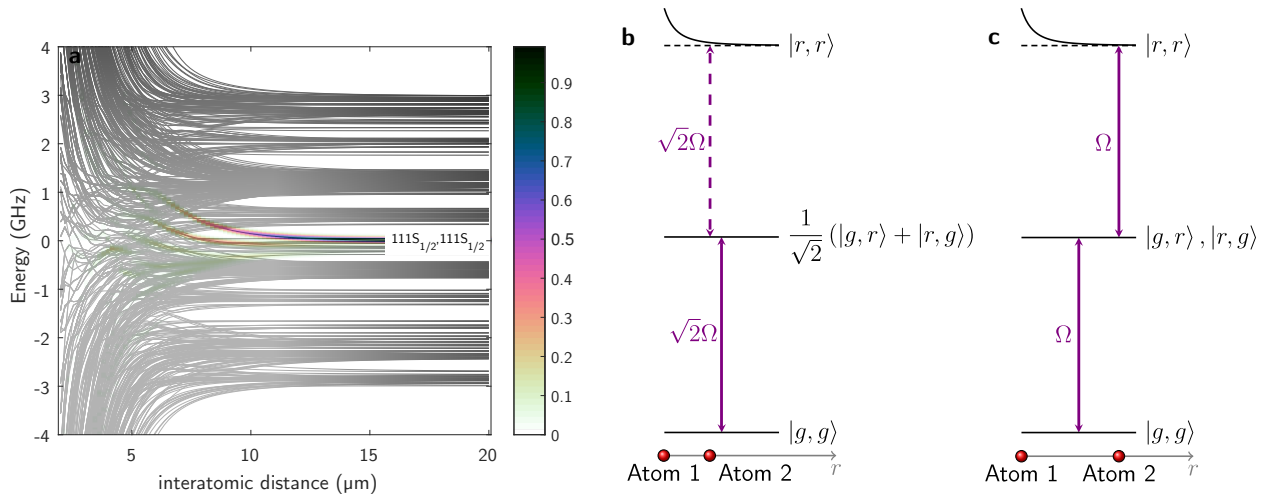 a
4
3
2
1
0
-1
-2
-3
-4
Energy (GHz)
5
10
15
20
interatomic distance (µm)
111S1/2,111S1/2
0.9
0.8
0.7
0.6
0.5
0.4
0.3
0.2
0.1
0
b
|r, r⟩
√2Ω
1/√2 (|g, r⟩ + |r, g⟩)
√2Ω
|g, g⟩
Atom 1
Atom 2
r
c
|r, r⟩
Ω
|g, r⟩ , |r, g⟩
Ω
|g, g⟩
Atom 1
Atom 2
r